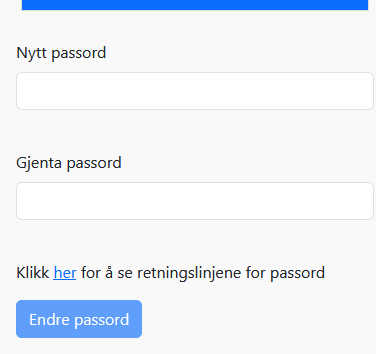 Nytt passord
Gjenta passord
Klikk her for å se retningslinjene for passord
Endre passord